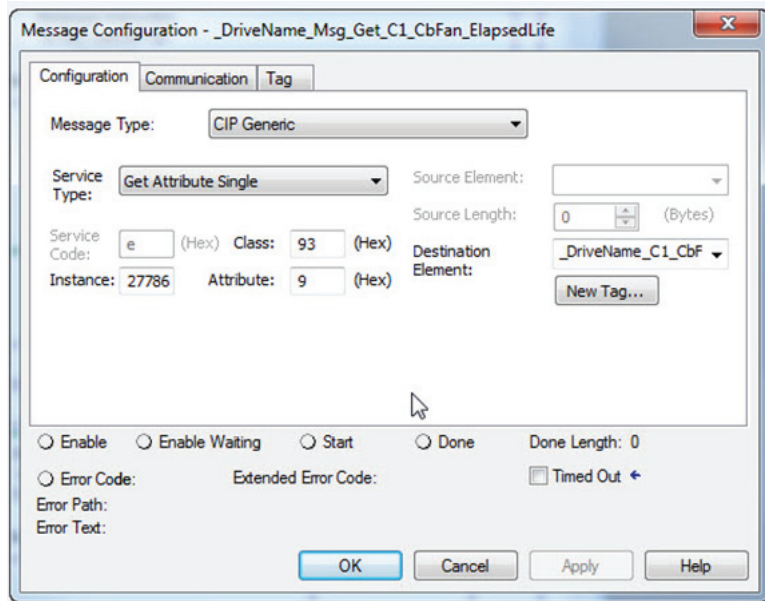 Message Configuration - _DriveName_Msg_Get_C1_CbFan_ElapsedLife
Configuration Communication Tag
Message Type: CIP Generic
Service Type: Get Attribute Single
Source Element:
Source Length: 0 (Bytes)
Service Code: e (Hex) Class: 93 (Hex)
Destination Element: _DriveName_C1_CbF
Instance: 27786 Attribute: 9 (Hex)
New Tag...
Enable Enable Waiting Start Done Done Length: 0
Error Code: Extended Error Code: Timed Out
Error Path:
Error Text:
OK Cancel Apply Help